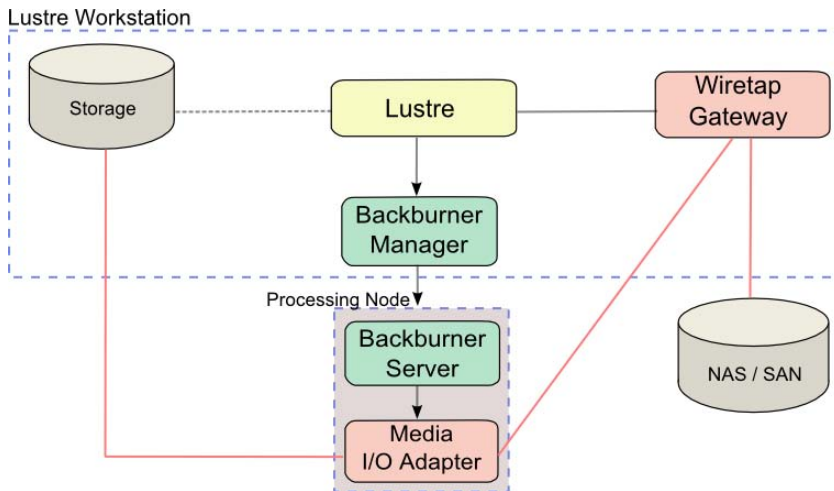 Lustre Workstation
Storage
Lustre
Wiretap
Gateway
Backburner
Manager
Processing Node
Backburner
Server
NAS / SAN
Media
I/O Adapter